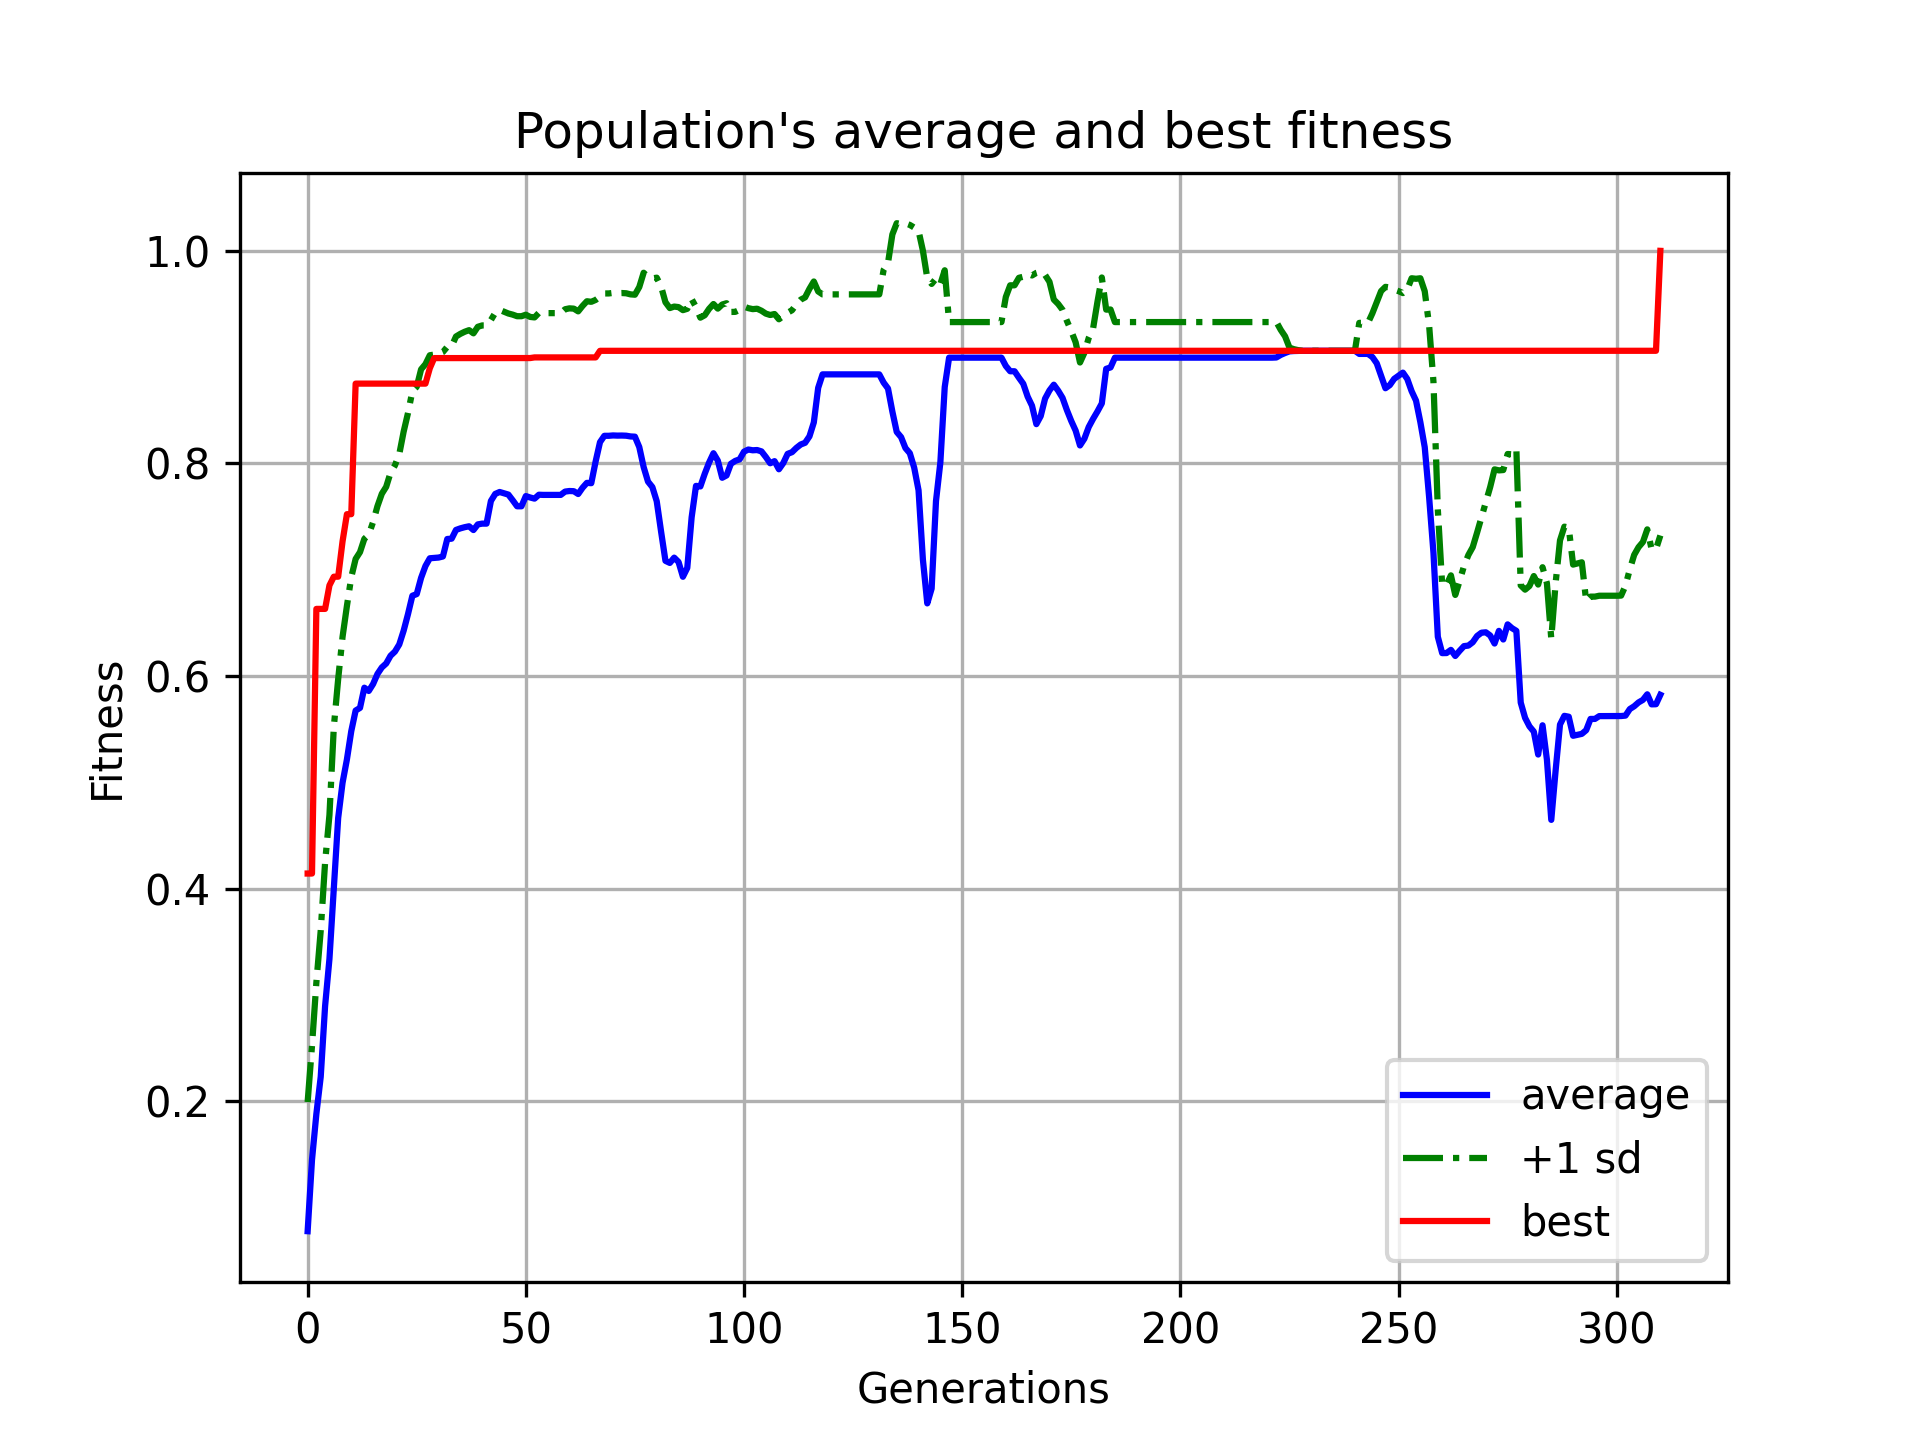 Population's average and best fitness
Fitness
1.0
0.8
0.6
0.4
0.2
0 50 100 150 200 250 300
Generations
average
+1 sd
best